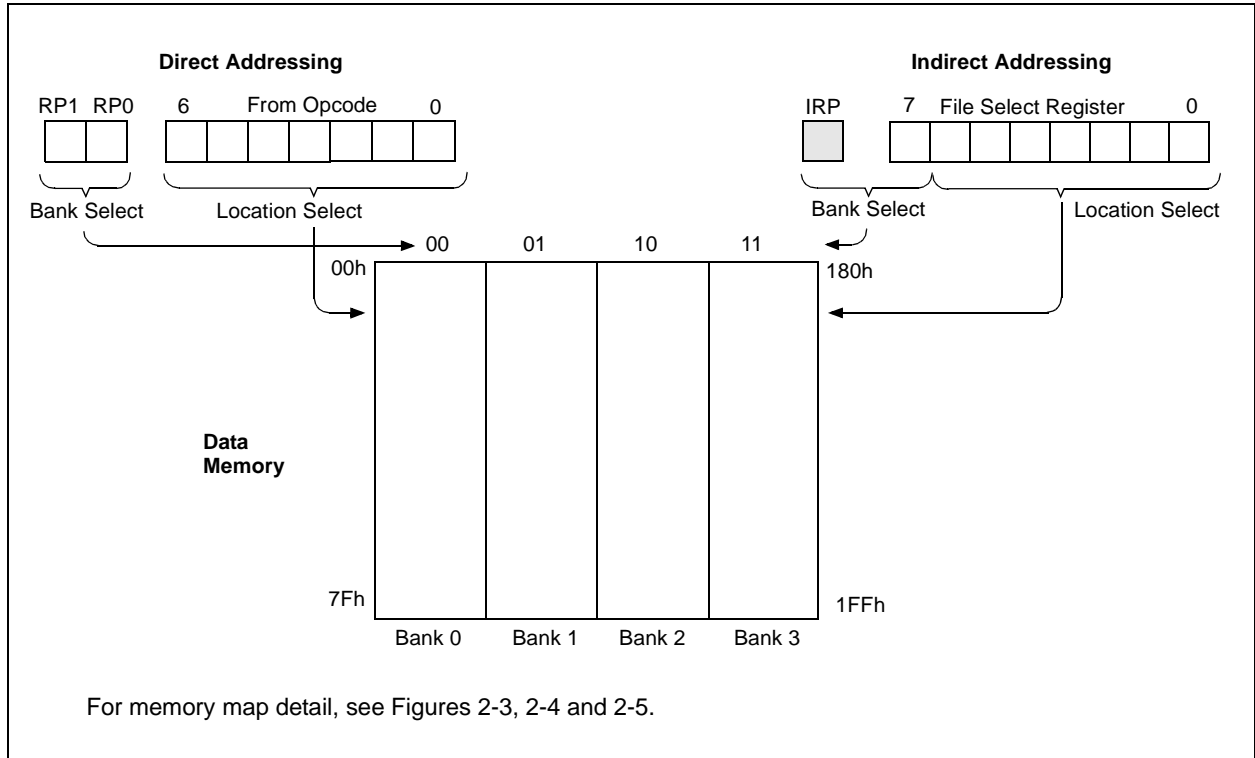 Direct Addressing
Indirect Addressing
RP1 RP0 6 From Opcode 0
IRP 7 File Select Register 0
Bank Select Location Select
Bank Select Location Select
00 01 10 11
00h
180h
Data
Memory
7Fh
1FFh
Bank 0 Bank 1 Bank 2 Bank 3
For memory map detail, see Figures 2-3, 2-4 and 2-5.